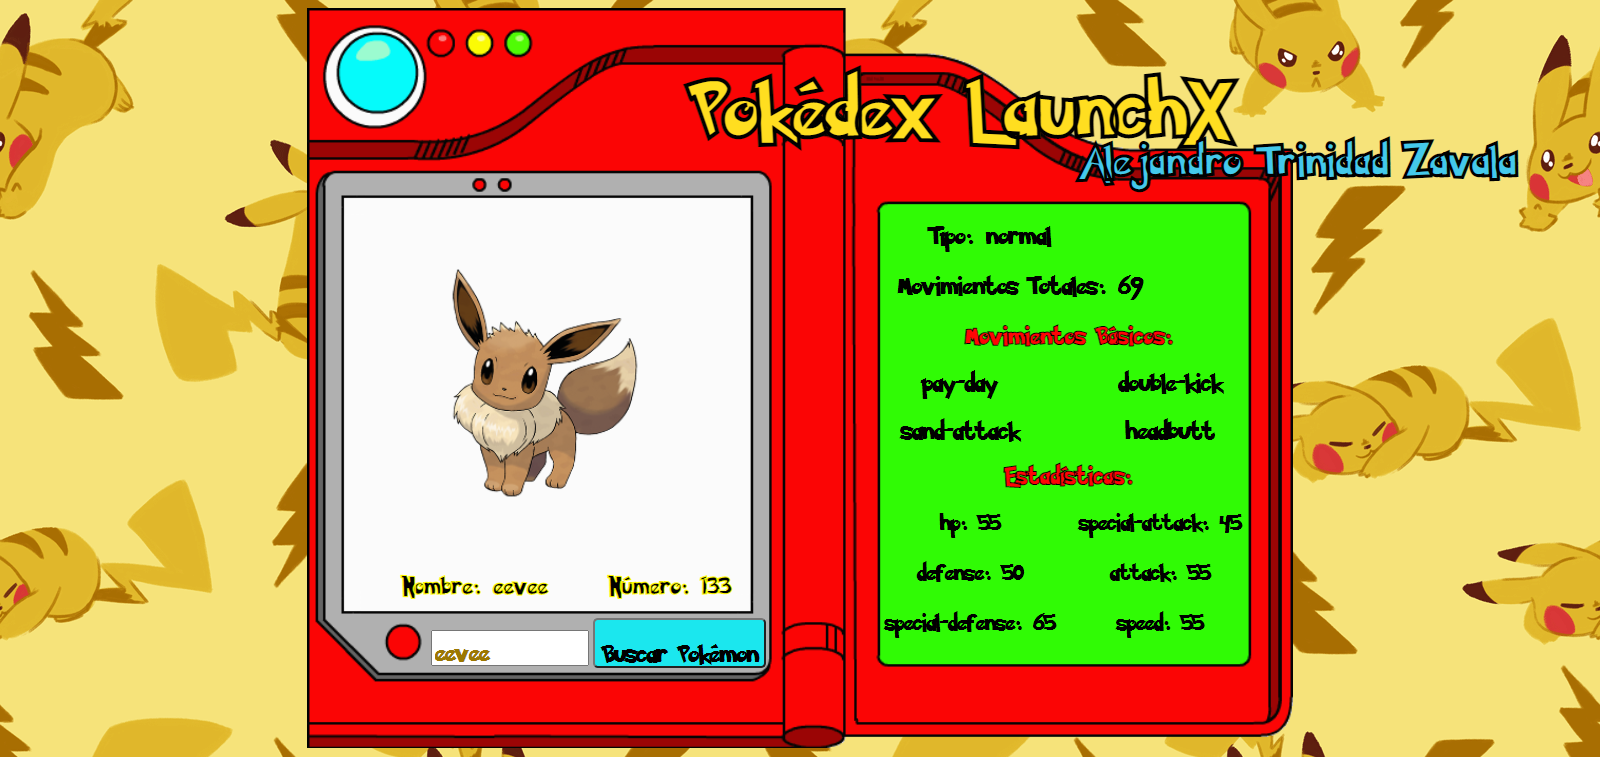 Pokédex LaunchX
Alejandro Trinidad Zavala
Nombre: eevee Número: 133
eevee Buscar Pokémon
Tipo: normal
Movimientos Totales: 69
Movimientos Básicos:
pay-day double-kick
sand-attack headbutt
Estadísticas:
hp: 55 special-attack: 45
defense: 50 attack: 55
special-defense: 65 speed: 55